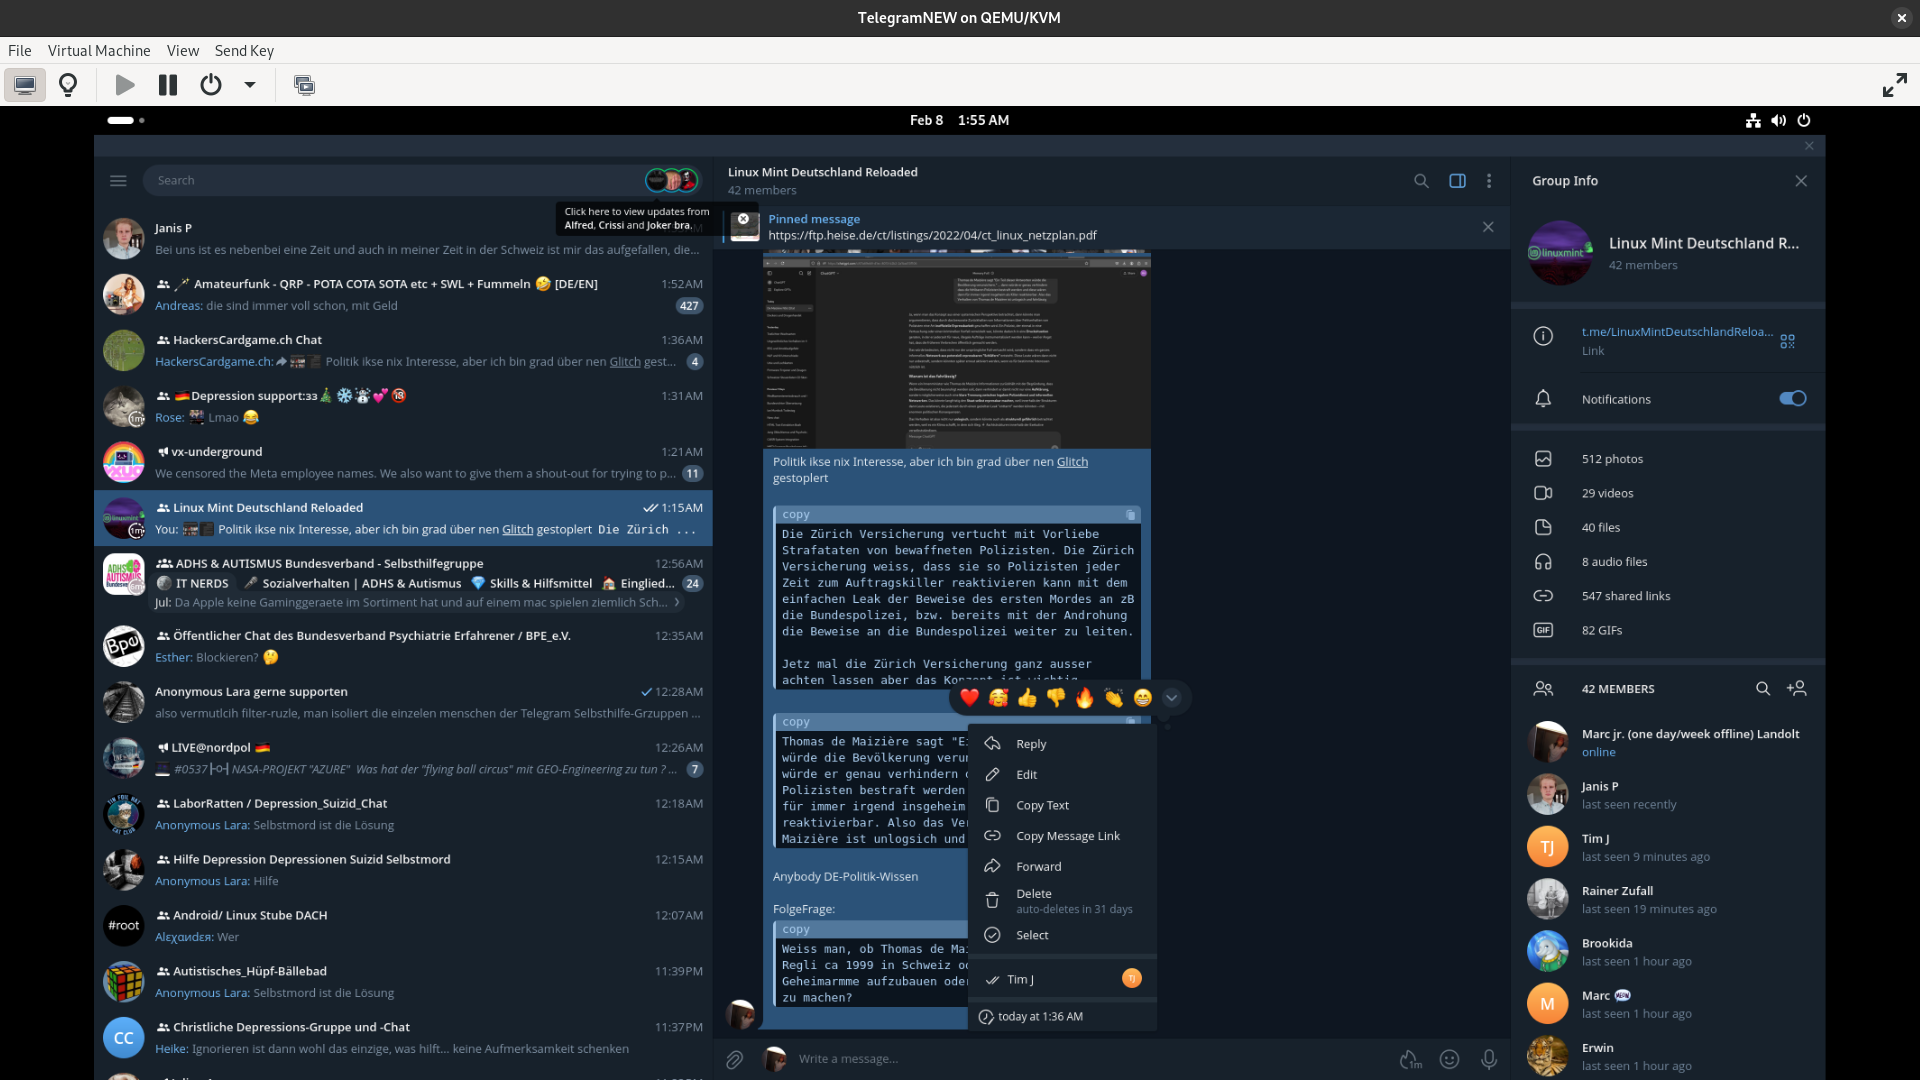 TelegramNEW on QEMU/KVM
File Virtual Machine View Send Key
Feb 8 1:55 AM
Search
Click here to view updates from
Alfred, Crissi and Joker bra,
Janis P
Bei uns ist es nebenbei eine Zeit und auch in meiner Zeit in der Schweiz ist mir das aufgefallen, die...
Amateurfunk - QRP - POTA COTA SOTA etc + SWL + Fummeln 🤣 [DE/EN] 1:52AM
Andreas: die sind immer voll schon, mit Geld 427
HackersCardgame.ch Chat 1:36AM
HackersCardgame.ch: Politik ikse nix Interesse, aber ich bin grad über nen Glitch gest... 4
🇩🇪Depression support:зз🎄 ❄️☃️💕🔞 1:31AM
Rose: Lmao 😂
vx-underground 1:21AM
We censored the Meta employee names. We also want to give them a shout-out for trying to p... 11
Linux Mint Deutschland Reloaded 1:15AM
You: Politik ikse nix Interesse, aber ich bin grad über nen Glitch gestoplert Die Zürich ...
ADHS & AUTISMUS Bundesverband - Selbsthilfegruppe 12:56AM
IT NERDS Sozialverhalten | ADHS & Autismus 💎 Skills & Hilfsmittel Einglied... 24
Jul: Da Apple keine Gaminggeraete im Sortiment hat und auf einem mac spielen ziemlich Sch...
Öffentlicher Chat des Bundesverband Psychiatrie Erfahrener / BPE_e.V. 12:35AM
Esther: Blockieren? 🤔
Anonymous Lara gerne supporten 12:28AM
also vermutlcih filter-ruzle, man isoliert die einzelen menschen der Telegram Selbsthilfe-Grzuppen ...
LIVE@nordpol 🇩🇪 12:26AM
#0537 NASA-PROJEKT "AZURE" Was hat der "flying ball circus" mit GEO-Engineering zu tun ? ... 7
LaborRatten / Depression_Suizid_Chat 12:18AM
Anonymous Lara: Selbstmord ist die Lösung
Hilfe Depression Depressionen Suizid Selbstmord 12:15AM
Anonymous Lara: Hilfe
#root
Android/ Linux Stube DACH 12:07AM
Wer
Autistisches_Hüpf-Bällebad 11:39PM
Anonymous Lara: Selbstmord ist die Lösung
CC
Christliche Depressions-Gruppe und -Chat 11:37PM
Heike: Ignorieren ist dann wohl das einzige, was hilft... keine Aufmerksamkeit schenken
Linux Mint Deutschland Reloaded
42 members
Pinned message
https://ftp.heise.de/ct/listings/2022/04/ct_linux_netzplan.pdf
Politik ikse nix Interesse, aber ich bin grad über nen Glitch
gestoplert
copy
Die Zürich Versicherung vertucht mit Vorliebe
Strafataten von bewaffneten Polizisten. Die Zürich
Versicherung weiss, dass sie so Polizisten jeder
Zeit zum Auftragskiller reaktivieren kann mit dem
einfachen Leak der Beweise des ersten Mordes an zB
die Bundespolizei, bzw. bereits mit der Androhung
die Beweise an die Bundespolizei weiter zu leiten.
Jetz mal die Zürich Versicherung ganz ausser
achten lassen aber das Konzept ist wichtig
copy
Thomas de Maizière sagt "Ei
würde die Bevölkerung verun
würde er genau verhindern
Polizisten bestraft werden
für immer irgend insgeheim
reaktivierbar. Also das Ver
Maizière ist unlogsich und
Anybody DE-Politik-Wissen
FolgeFrage:
copy
Weiss man, ob Thomas de Mai
Regli ca 1999 in Schweiz
Geheimarmme aufzubauen oder
zu machen?
Reply
Edit
Copy Text
Copy Message Link
Forward
Delete
auto-deletes in 31 days
Select
Tim J TJ
today at 1:36 AM
Write a message...
1m
Group Info
Linux Mint Deutschland R...
42 members
t.me/LinuxMintDeutschlandReloa...
Link
Notifications
512 photos
29 videos
40 files
8 audio files
547 shared links
GIF 82 GIFs
42 MEMBERS
Marc jr. (one day/week offline) Landolt
online
Janis P
last seen recently
TJ
Tim J
last seen 9 minutes ago
Rainer Zufall
last seen 19 minutes ago
Brookida
last seen 1 hour ago
M
Marc
last seen 1 hour ago
Erwin
last seen 1 hour ago